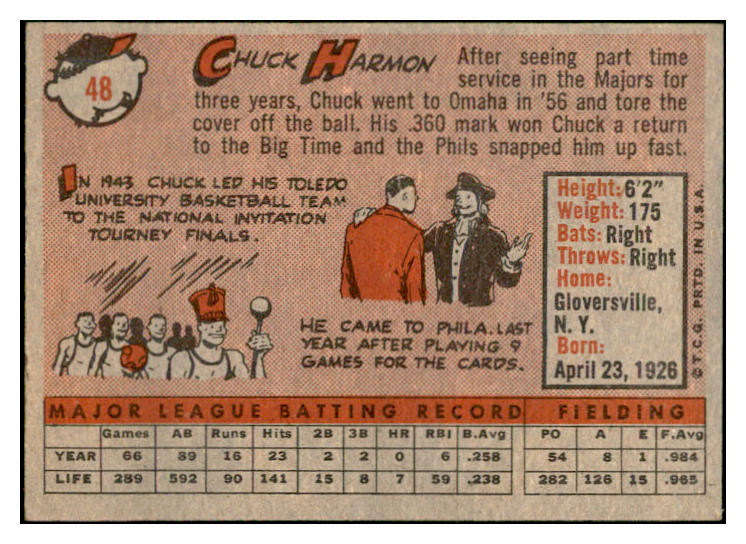 48
CHUCK HARMON
After seeing part time
service in the Majors for
three years, Chuck went to Omaha in '56 and tore the
cover off the ball. His .360 mark won Chuck a return
to the Big Time and the Phils snapped him up fast.
IN 1943 CHUCK LED HIS TOLEDO
UNIVERSITY BASKETBALL TEAM
TO THE NATIONAL INVITATION
TOURNEY FINALS.
HE CAME TO PHILA. LAST
YEAR AFTER PLAYING 9
GAMES FOR THE CARDS.
Height: 6'2"
Weight: 175
Bats: Right
Throws: Right
Home:
Gloversville,
N. Y.
Born:
April 23, 1926
© T.C.G. PRTD. IN U.S.A.
MAJOR LEAGUE BATTING RECORD FIELDING
Games AB Runs Hits 2B 3B HR RBI B.Avg PO A E F.Avg
YEAR 66 89 16 23 2 2 0 6 .258 54 8 1 .984
LIFE 289 592 90 141 15 8 7 59 .238 282 126 15 .965